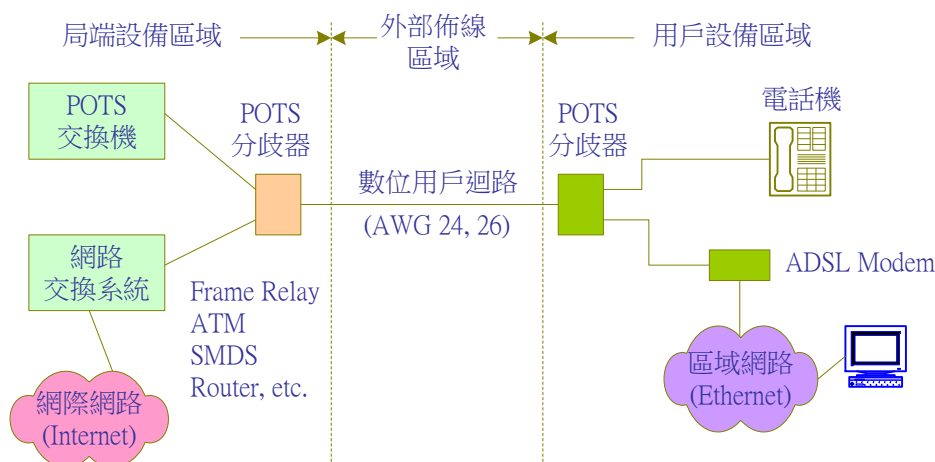 局端設備區域
外部佈線
區域
用戶設備區域
POTS
交換機
POTS
分歧器
數位用戶迴路
(AWG 24, 26)
POTS
分歧器
電話機
網路
交換系統
Frame Relay
ATM
SMDS
Router, etc.
網際網路
(Internet)
ADSL Modem
區域網路
(Ethernet)